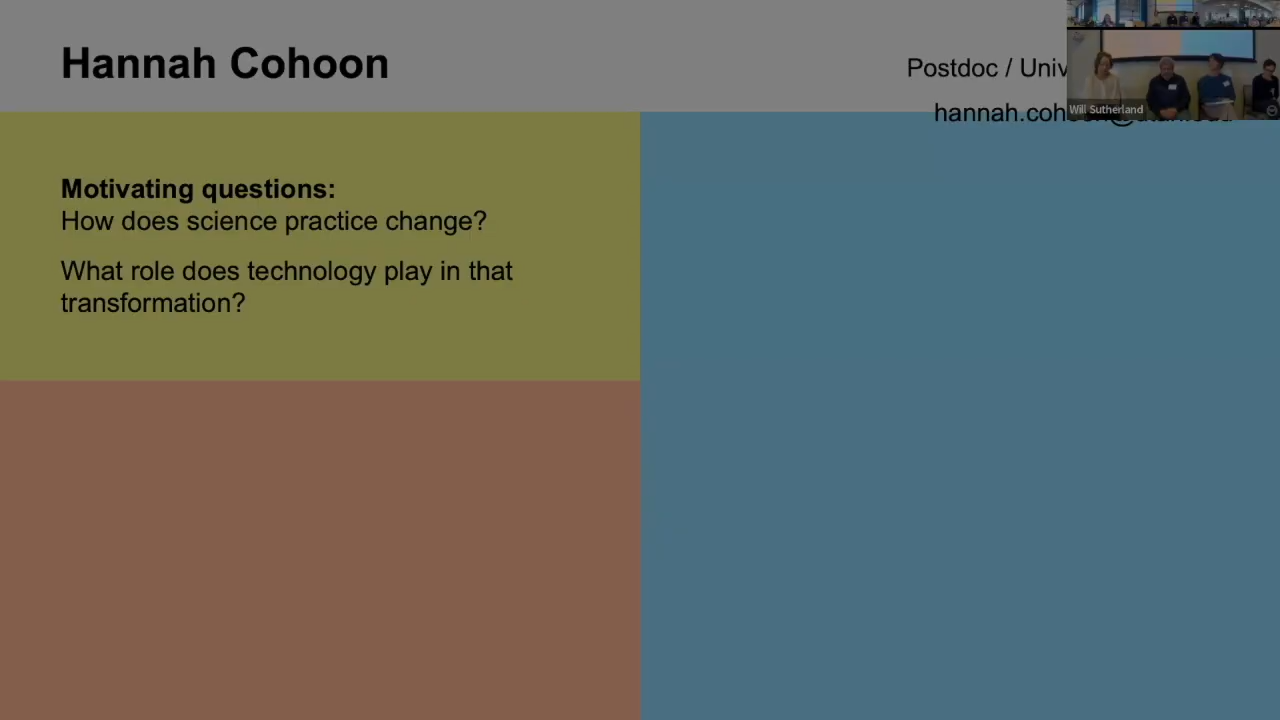 Hannah Cohoon
Postdoc / Univ
hannah.coh
Will Sutherland
Motivating questions:
How does science practice change?
What role does technology play in that
transformation?